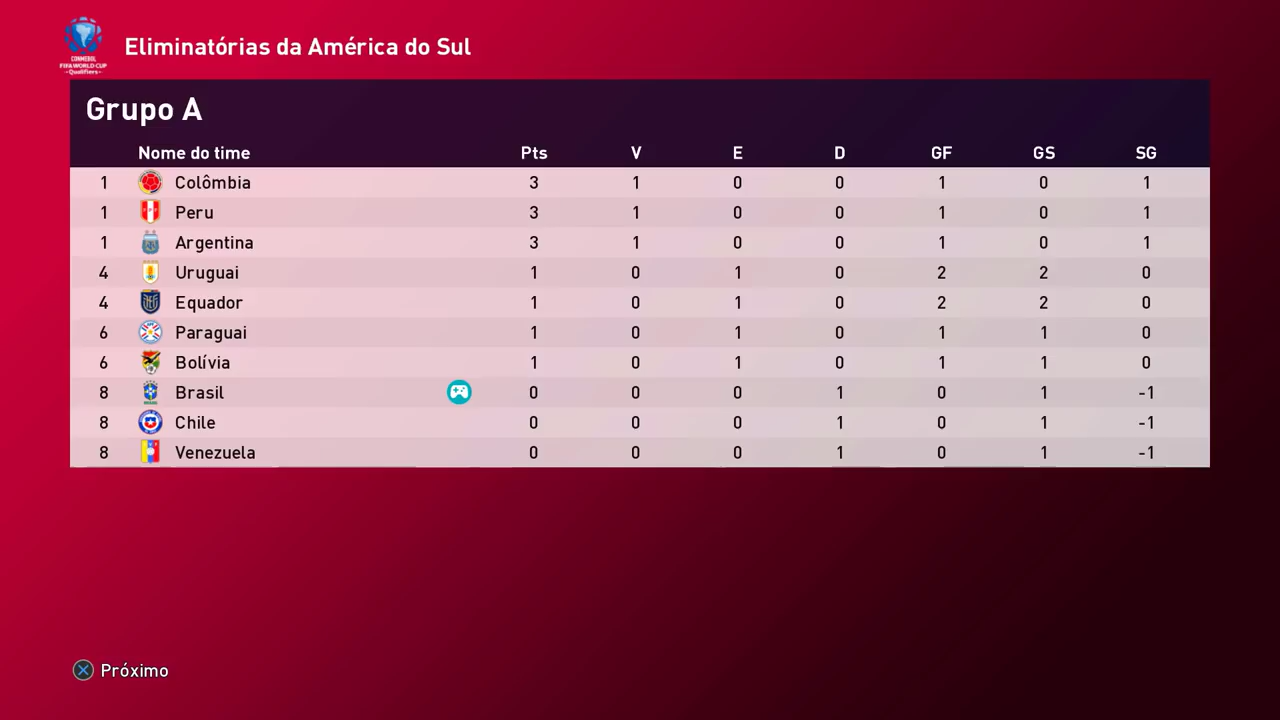 CONMEBOL
FIFA WORLD CUP
Qualifiers
Eliminatórias da América do Sul
Grupo A
Nome do time Pts V E D GF GS SG
1 Colômbia 3 1 0 0 1 0 1
1 Peru 3 1 0 0 1 0 1
1 Argentina 3 1 0 0 1 0 1
4 Uruguai 1 0 1 0 2 2 0
4 Equador 1 0 1 0 2 2 0
6 Paraguai 1 0 1 0 1 1 0
6 Bolívia 1 0 1 0 1 1 0
8 Brasil 0 0 0 1 0 1 -1
8 Chile 0 0 0 1 0 1 -1
8 Venezuela 0 0 0 1 0 1 -1
Próximo